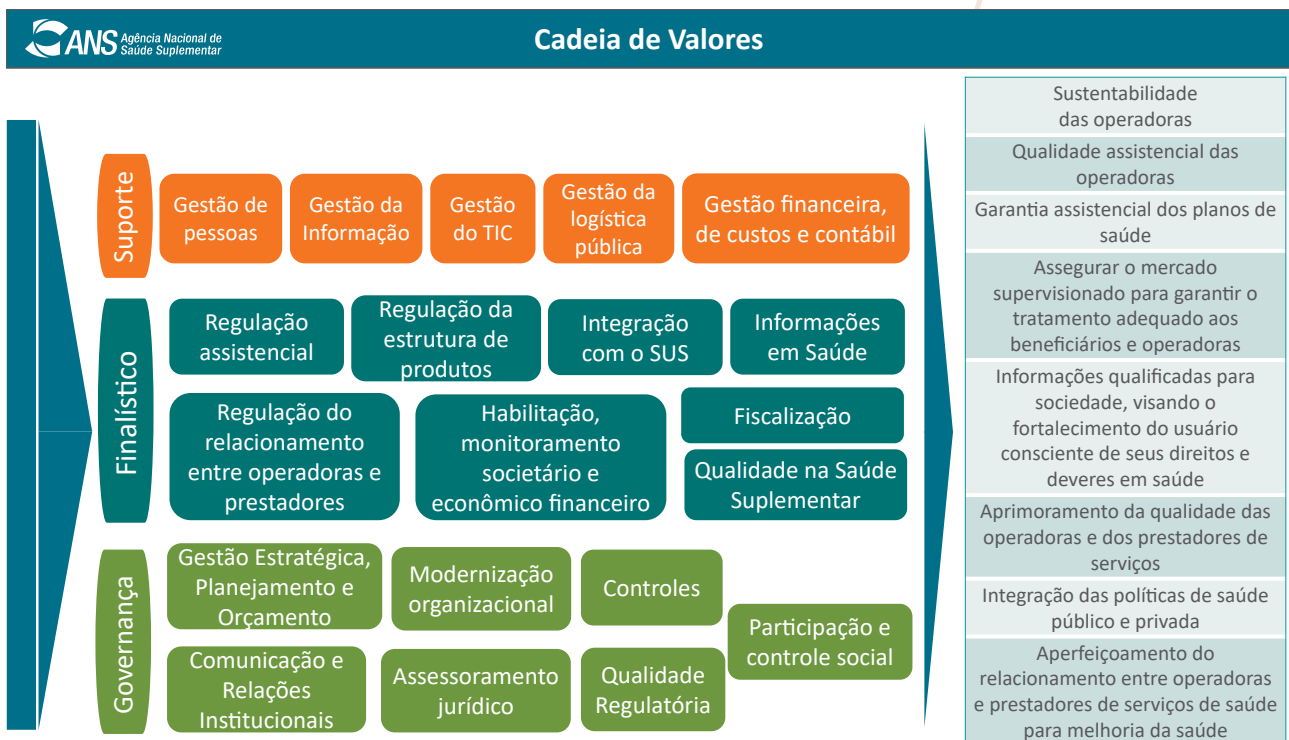 ANS Agência Nacional de
Saúde Suplementar
Cadeia de Valores
Suporte
Gestão de
pessoas
Gestão da
Informação
Gestão
do TIC
Gestão da
logística
pública
Gestão financeira,
de custos e contábil
Finalístico
Regulação
assistencial
Regulação da
estrutura de
produtos
Integração
com o SUS
Informações
em Saúde
Regulação do
relacionamento
entre operadoras e
prestadores
Habilitação,
monitoramento
societário e
econômico financeiro
Fiscalização
Qualidade na Saúde
Suplementar
Governança
Gestão Estratégica,
Planejamento e
Orçamento
Modernização
organizacional
Controles
Participação e
controle social
Comunicação e
Relações
Institucionais
Assessoramento
jurídico
Qualidade
Regulatória
Sustentabilidade
das operadoras
Qualidade assistencial das
operadoras
Garantia assistencial dos planos de
saúde
Assegurar o mercado
supervisionado para garantir o
tratamento adequado aos
beneficiários e operadoras
Informações qualificadas para
sociedade, visando o
fortalecimento do usuário
consciente de seus direitos e
deveres em saúde
Aprimoramento da qualidade das
operadoras e dos prestadores de
serviços
Integração das políticas de saúde
público e privada
Aperfeiçoamento do
relacionamento entre operadoras
e prestadores de serviços de saúde
para melhoria da saúde